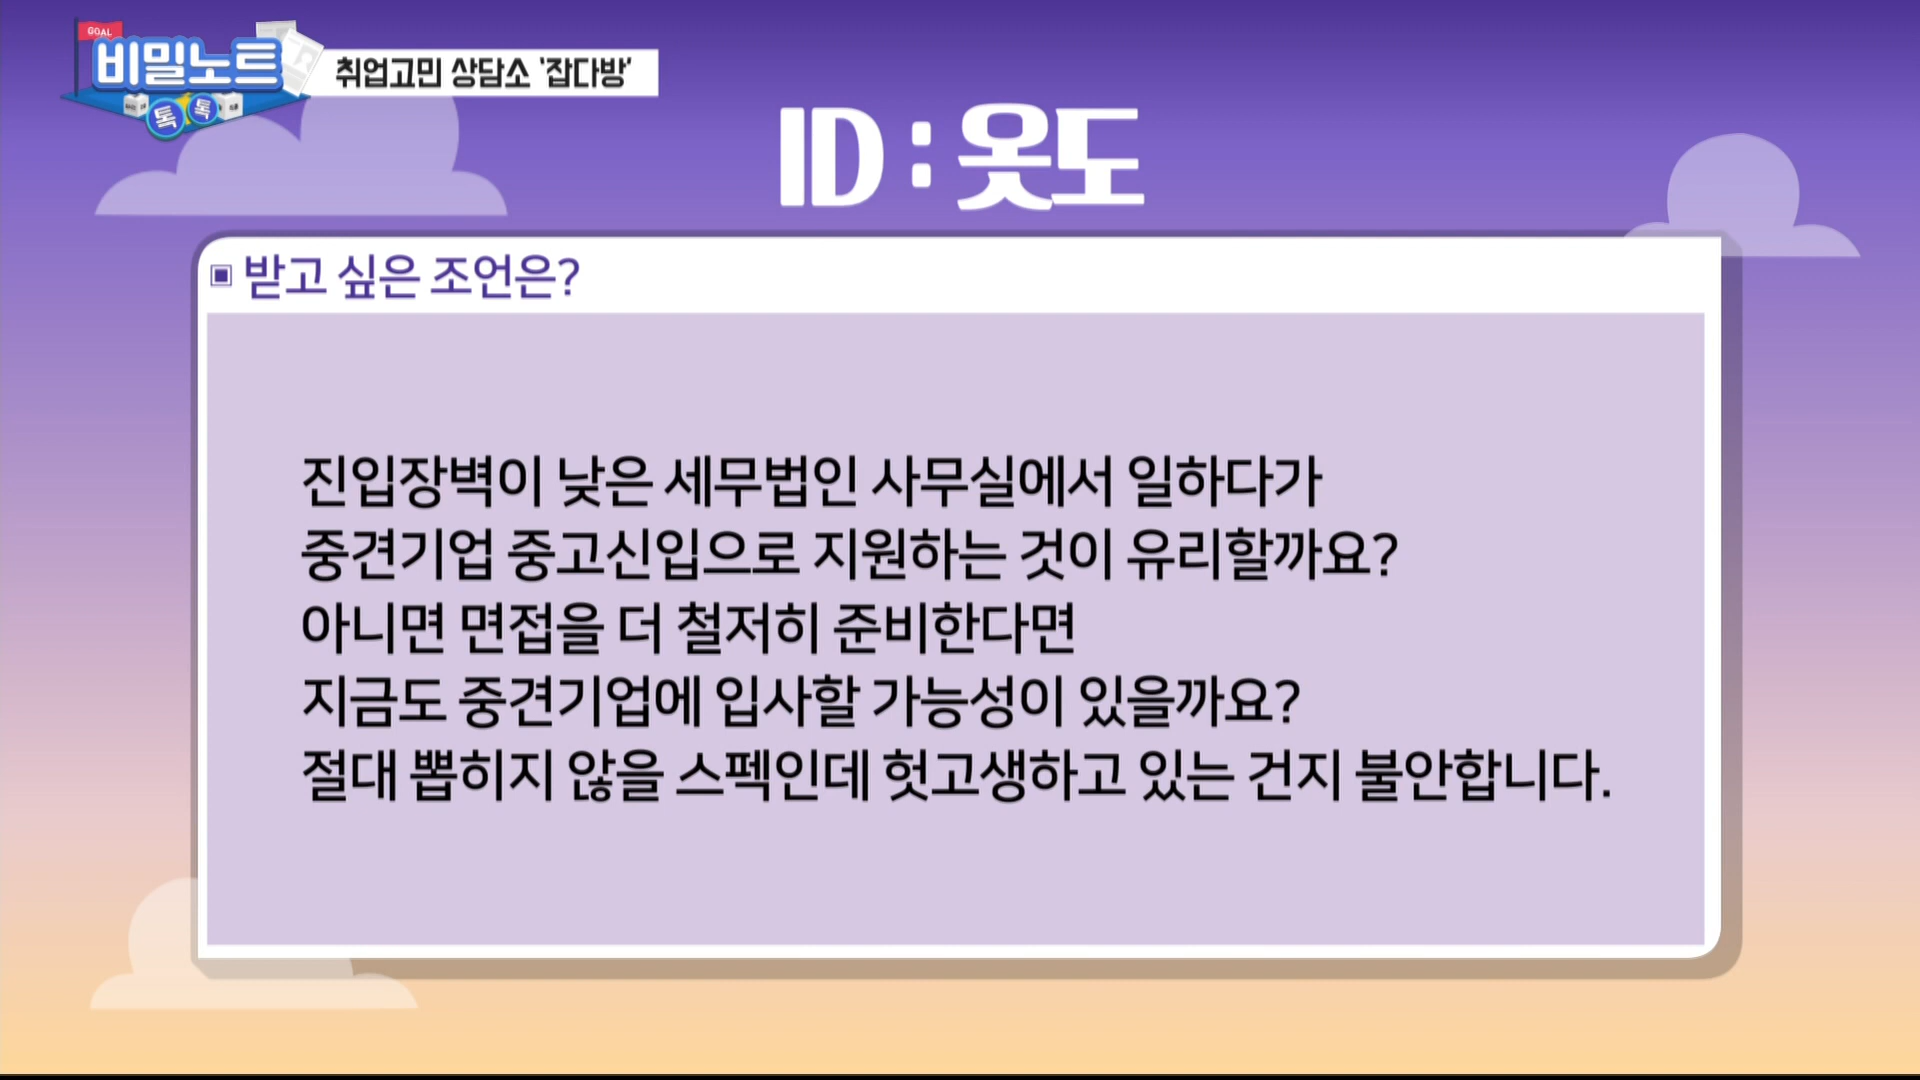 GOAL
비밀노트
톡톡
취업고민 상담소 '잡다방'
ID : 옷도
▣ 받고 싶은 조언은?
진입장벽이 낮은 세무법인 사무실에서 일하다가
중견기업 중고신입으로 지원하는 것이 유리할까요?
아니면 면접을 더 철저히 준비한다면
지금도 중견기업에 입사할 가능성이 있을까요?
절대 뽑히지 않을 스펙인데 헛고생하고 있는 건지 불안합니다.